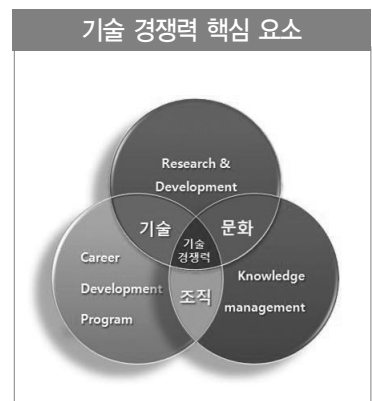 기술 경쟁력 핵심 요소
Research &
Development
기술
문화
기술
경쟁력
Career
Development
Program
Knowledge
management
조직